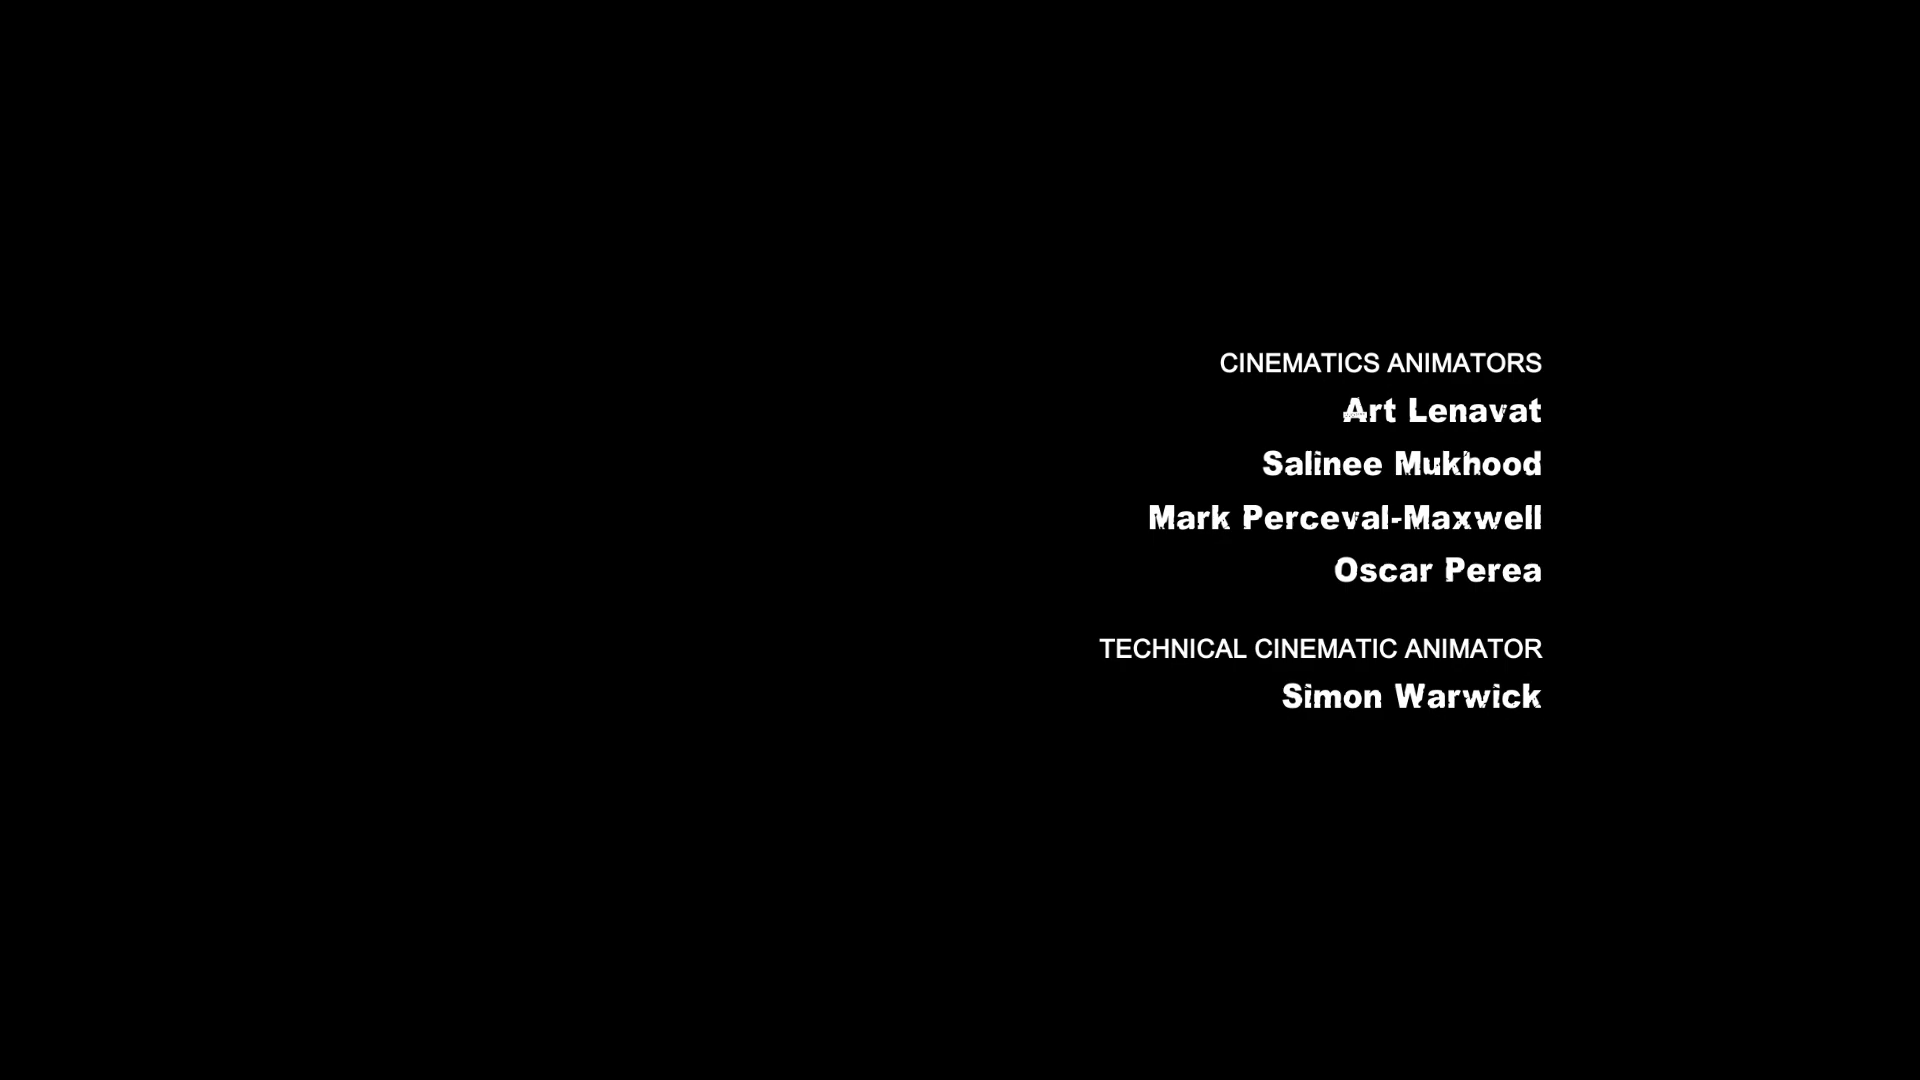 CINEMATICS ANIMATORS
Art Lenavat
Salinee Mukhood
Mark Perceval-Maxwell
Oscar Perea
TECHNICAL CINEMATIC ANIMATOR
Simon Warwick